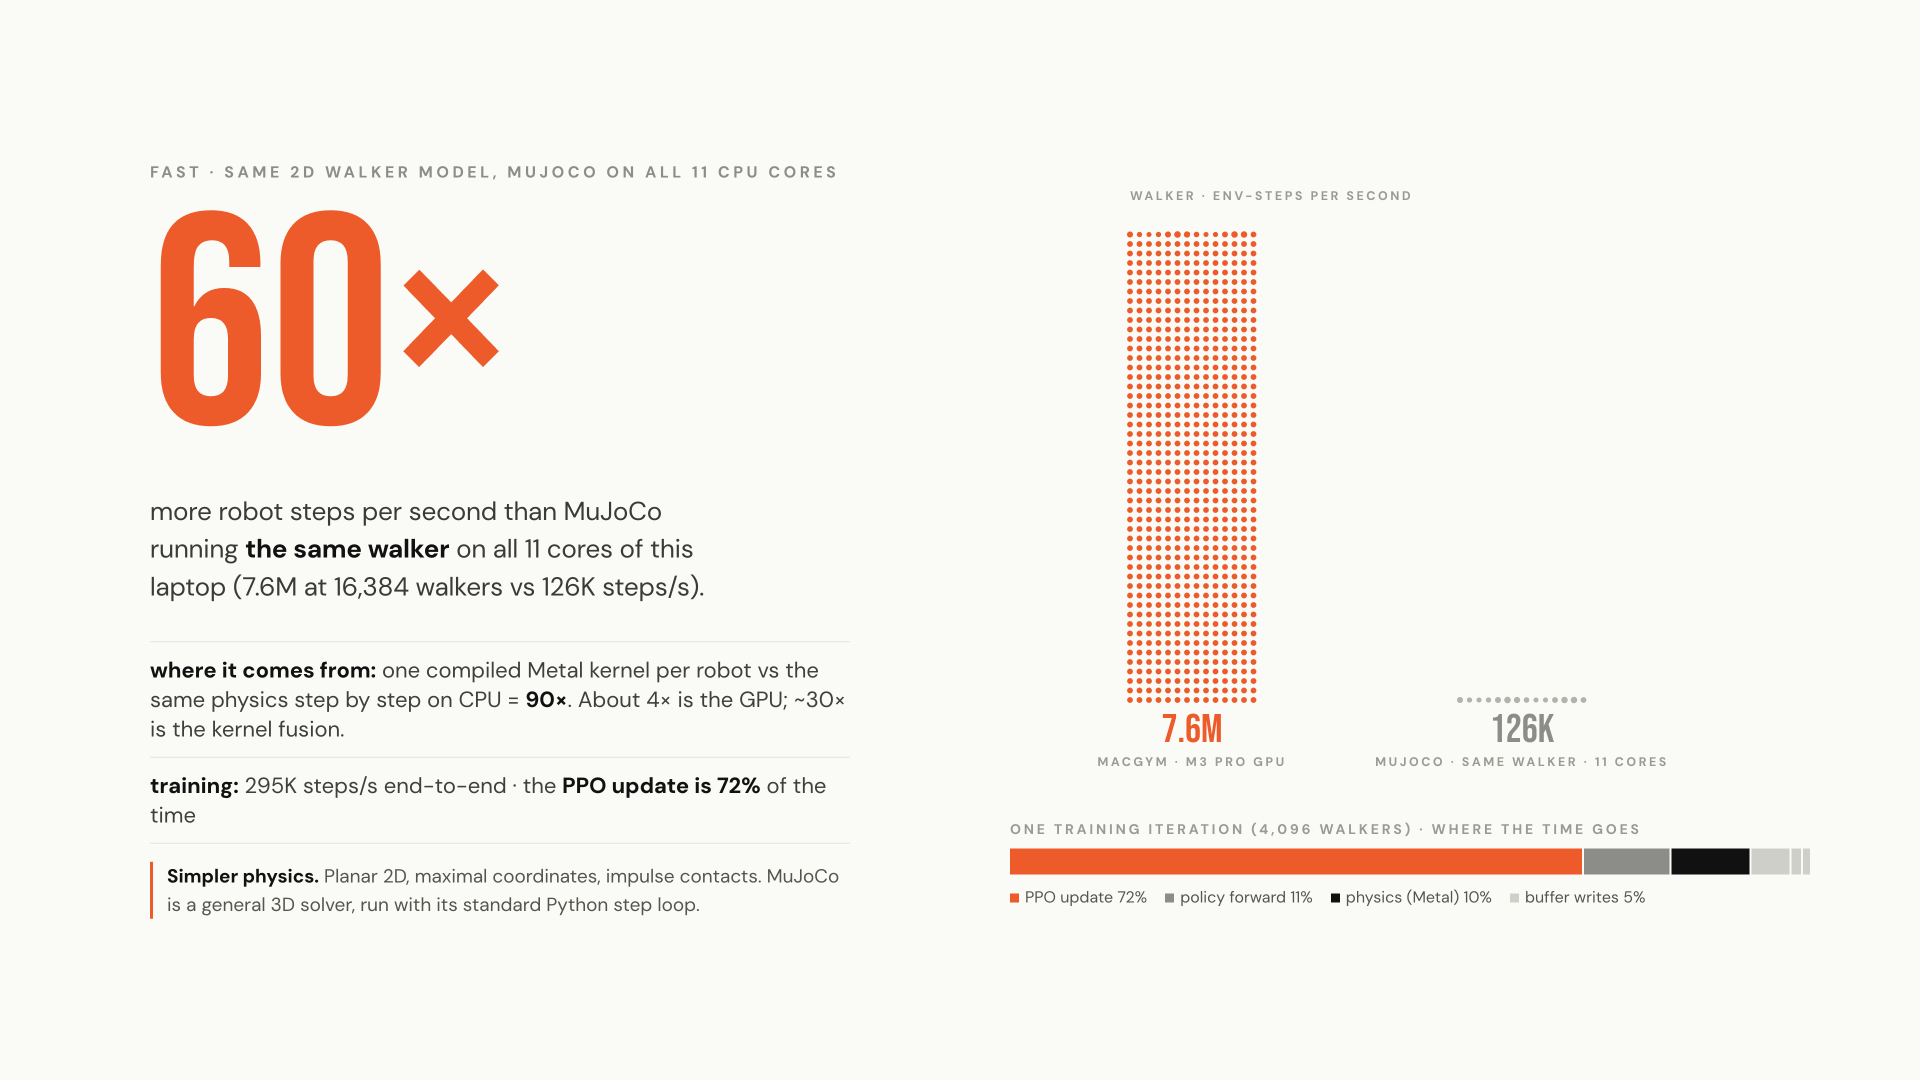 FAST · SAME 2D WALKER MODEL, MUJOCO ON ALL 11 CPU CORES
60×
more robot steps per second than MuJoCo
running the same walker on all 11 cores of this
laptop (7.6M at 16,384 walkers vs 126K steps/s).
where it comes from: one compiled Metal kernel per robot vs the
same physics step by step on CPU = 90×. About 4× is the GPU; ~30×
is the kernel fusion.
training: 295K steps/s end-to-end · the PPO update is 72% of the
time
Simpler physics. Planar 2D, maximal coordinates, impulse contacts. MuJoCo
is a general 3D solver, run with its standard Python step loop.
WALKER · ENV-STEPS PER SECOND
7.6M
MACGYM · M3 PRO GPU
126K
MUJOCO · SAME WALKER · 11 CORES
ONE TRAINING ITERATION (4,096 WALKERS) · WHERE THE TIME GOES
PPO update 72% policy forward 11% physics (Metal) 10% buffer writes 5%